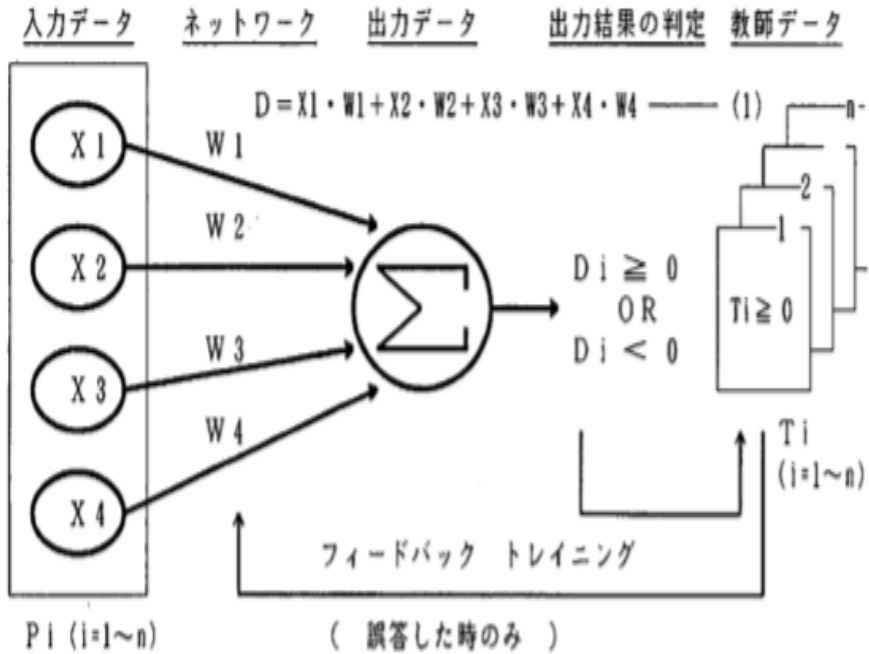 入力データ ネットワーク 出力データ 出力結果の判定 教師データ
D=X1・W1+X2・W2+X3・W3+X4・W4 ——— (1)
n
2
1
X1
W1
X2
W2
X3
W3
X4
W4
Σ
Di ≧ 0
OR
Di < 0
Ti≧0
Ti
(i=1～n)
フィードバック トレイニング
Pi (i=1～n)
( 誤答した時のみ )